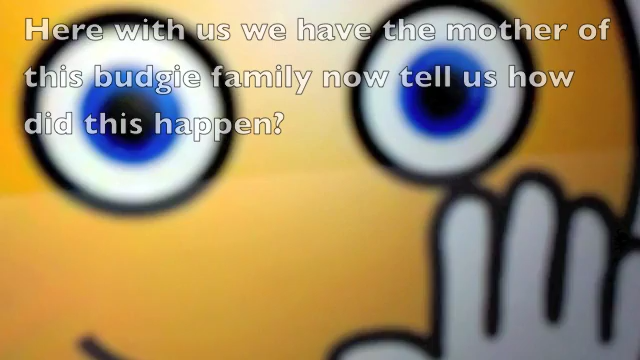 Here with us we have the mother of
this budgie family now tell us how
did this happen?